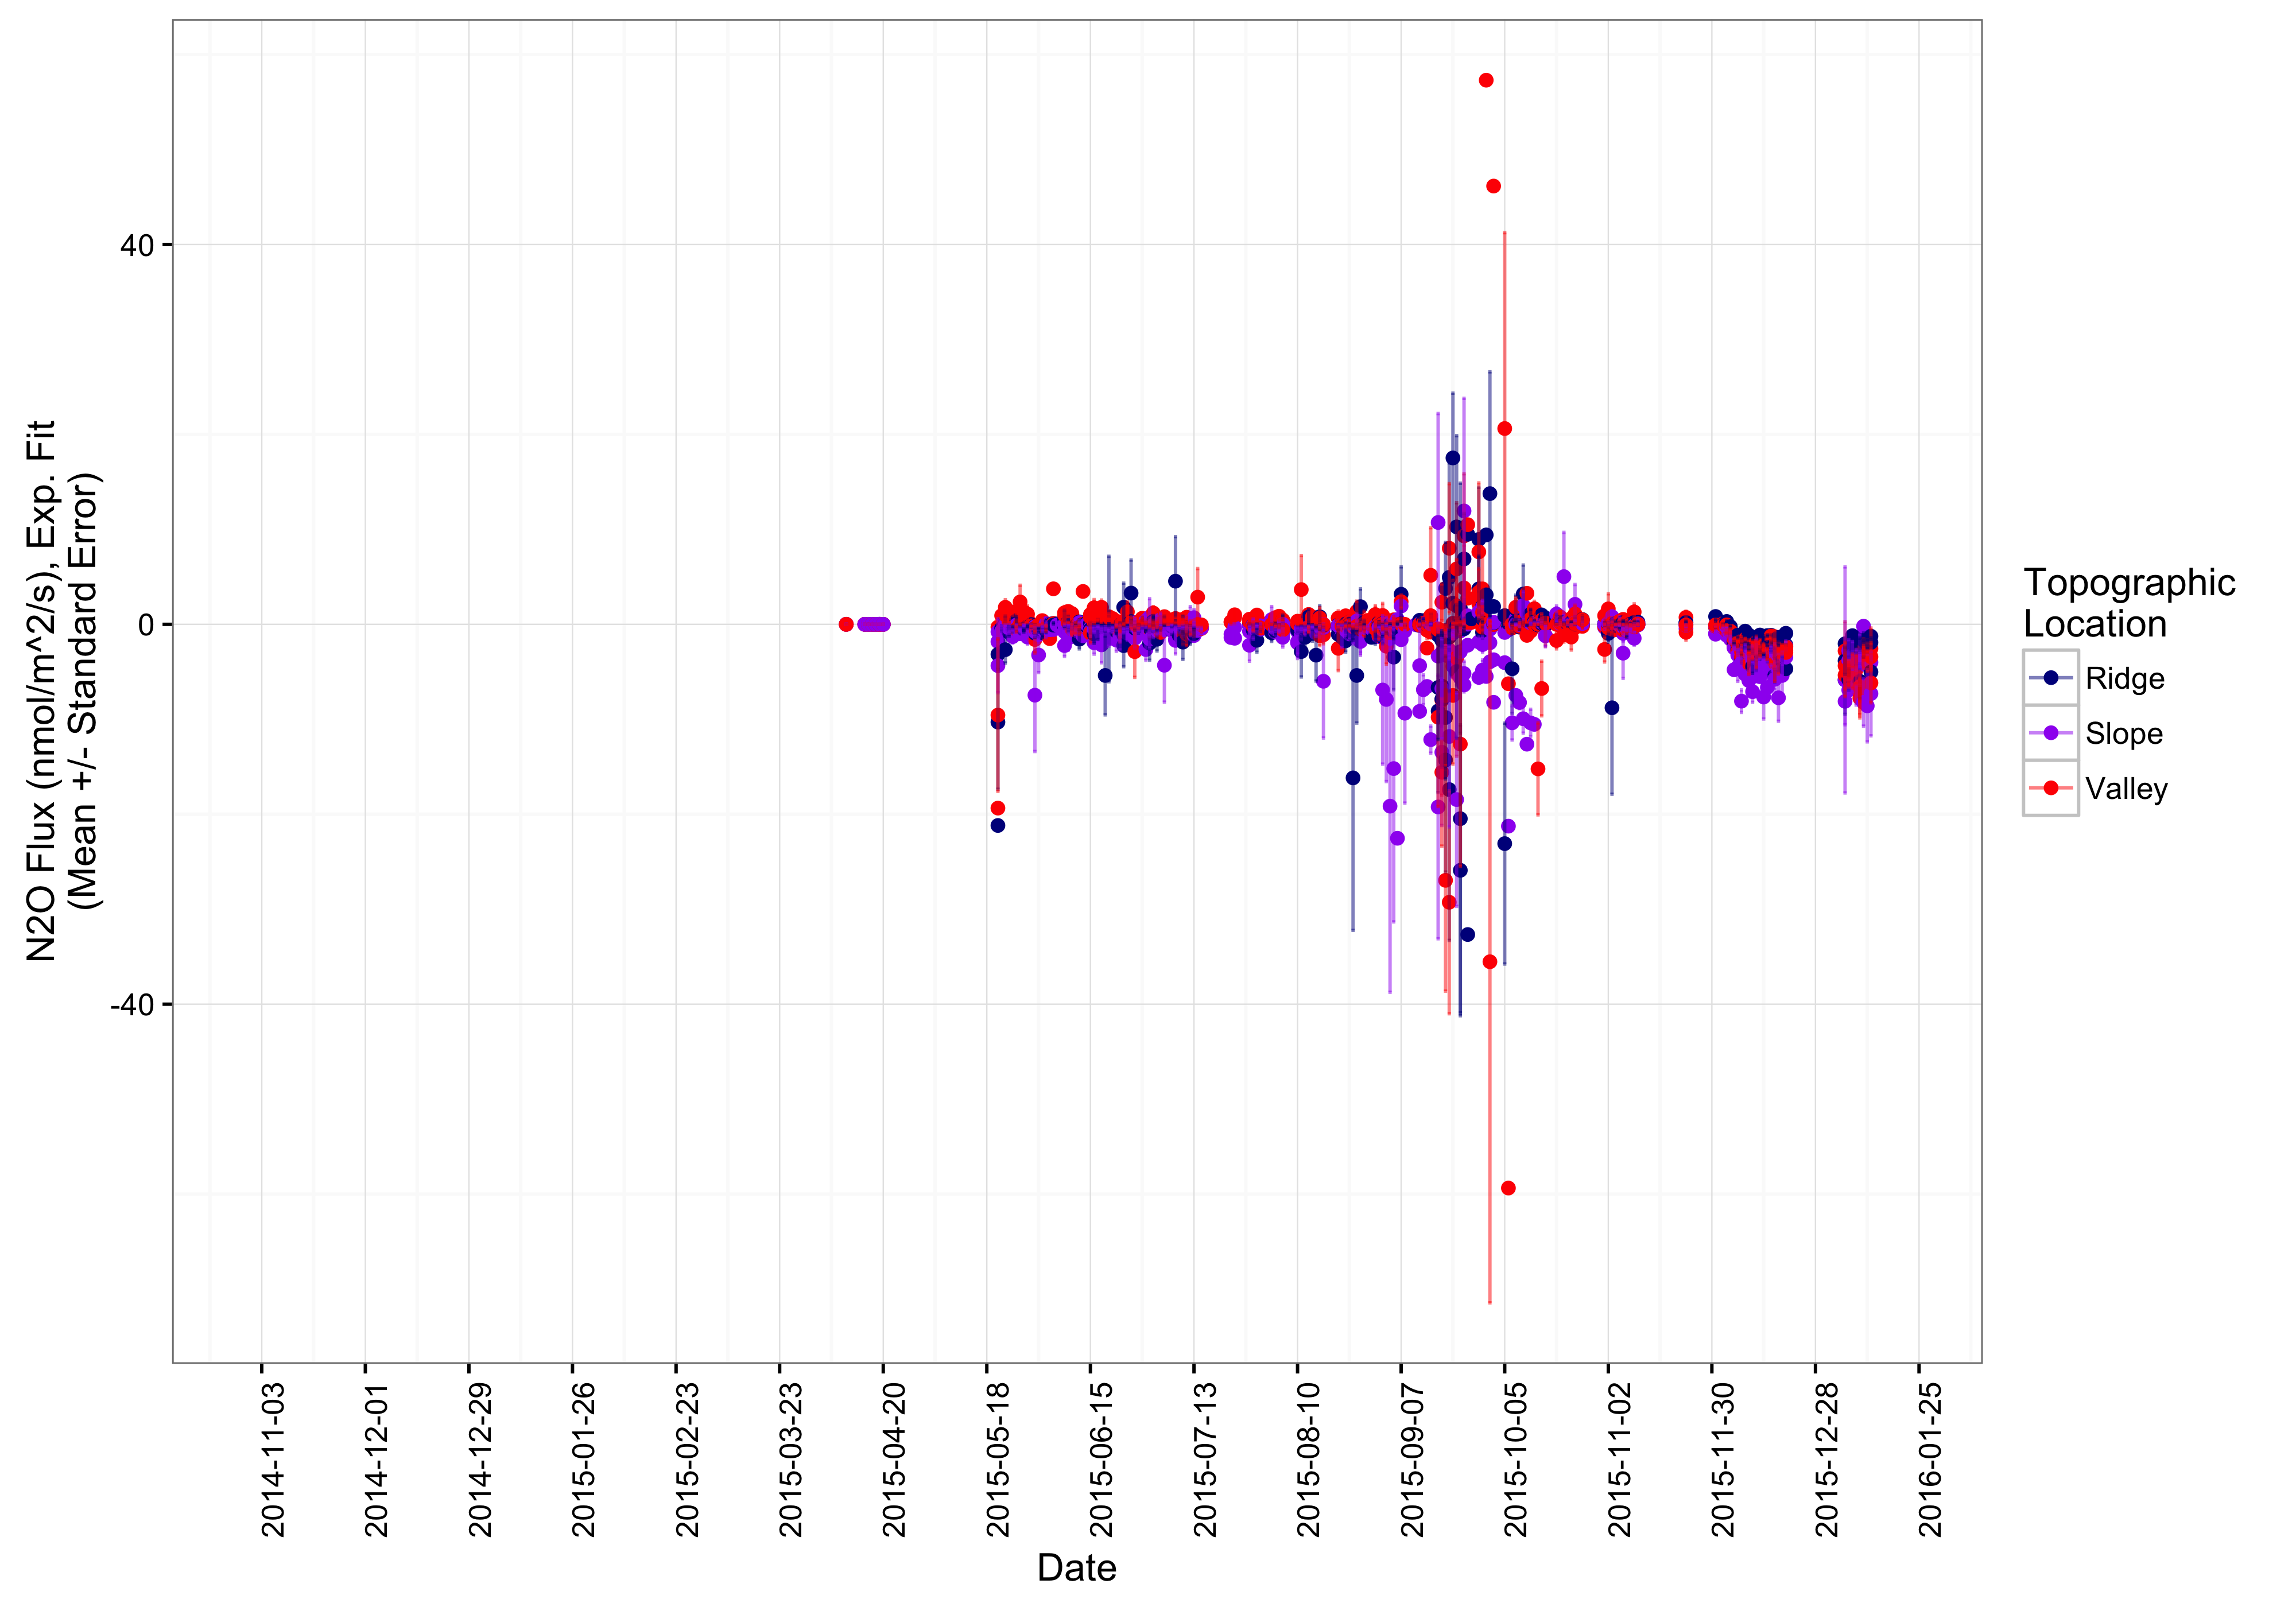 N2O Flux (nmol/m^2/s), Exp. Fit
(Mean +/- Standard Error)
40
0
-40
2014-11-03
2014-12-01
2014-12-29
2015-01-26
2015-02-23
2015-03-23
2015-04-20
2015-05-18
2015-06-15
2015-07-13
2015-08-10
2015-09-07
2015-10-05
2015-11-02
2015-11-30
2015-12-28
2016-01-25
Date
Topographic
Location
Ridge
Slope
Valley